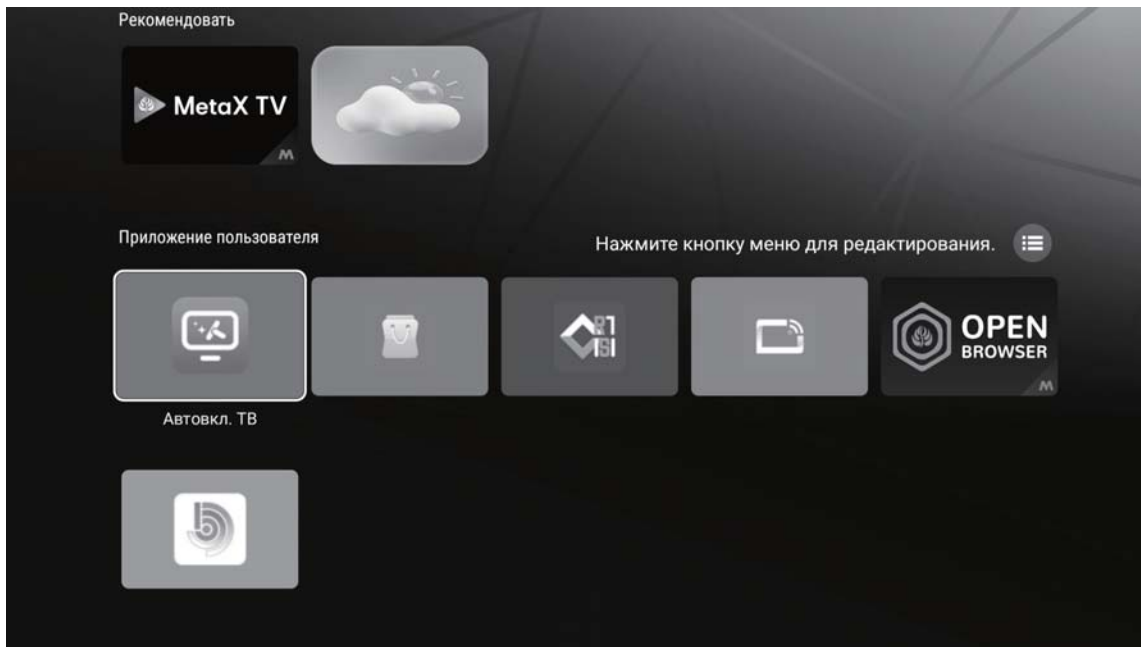 Рекомендовать
MetaX TV
M
Приложение пользователя
Нажмите кнопку меню для редактирования.
OPEN
BROWSER
M
Автовкл. ТВ